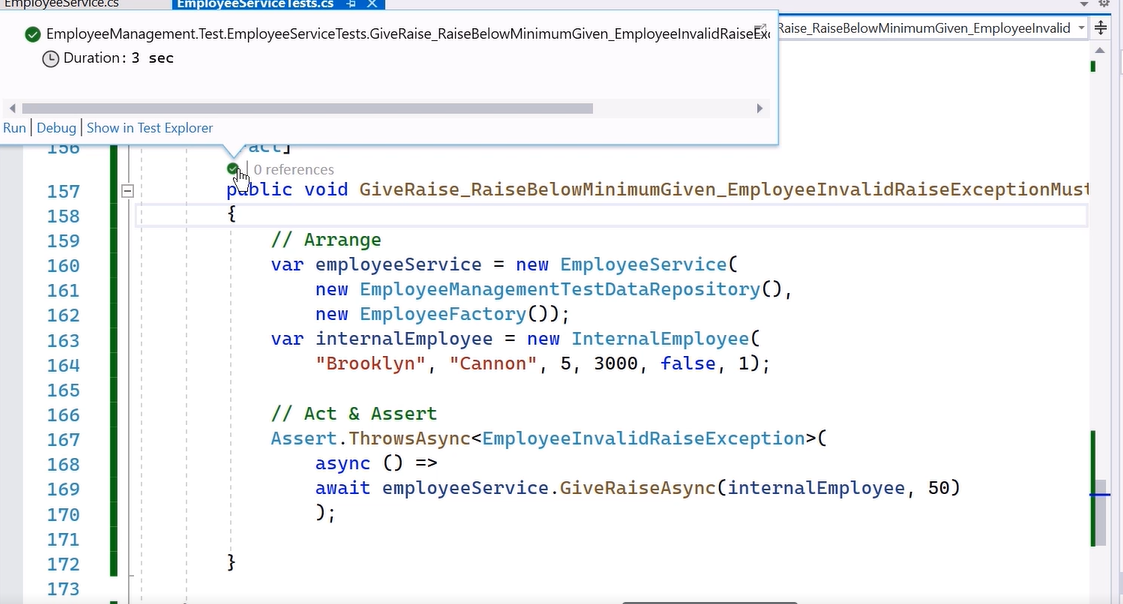 EmployeeService.cs
EmployeeServiceTests.cs
EmployeeManagement.Test.EmployeeServiceTests.GiveRaise_RaiseBelowMinimumGiven_EmployeeInvalidRaiseExc
Raise_RaiseBelowMinimumGiven_EmployeeInvalid
Duration: 3 sec
Run | Debug | Show in Test Explorer
156 act]
0 references
157 public void GiveRaise_RaiseBelowMinimumGiven_EmployeeInvalidRaiseExceptionMust
158 {
159 // Arrange
160 var employeeService = new EmployeeService(
161 new EmployeeManagementTestDataRepository(),
162 new EmployeeFactory());
163 var internalEmployee = new InternalEmployee(
164 "Brooklyn", "Cannon", 5, 3000, false, 1);
165
166 // Act & Assert
167 Assert.ThrowsAsync<EmployeeInvalidRaiseException>(
168 async () =>
169 await employeeService.GiveRaiseAsync(internalEmployee, 50)
170 );
171
172 }
173